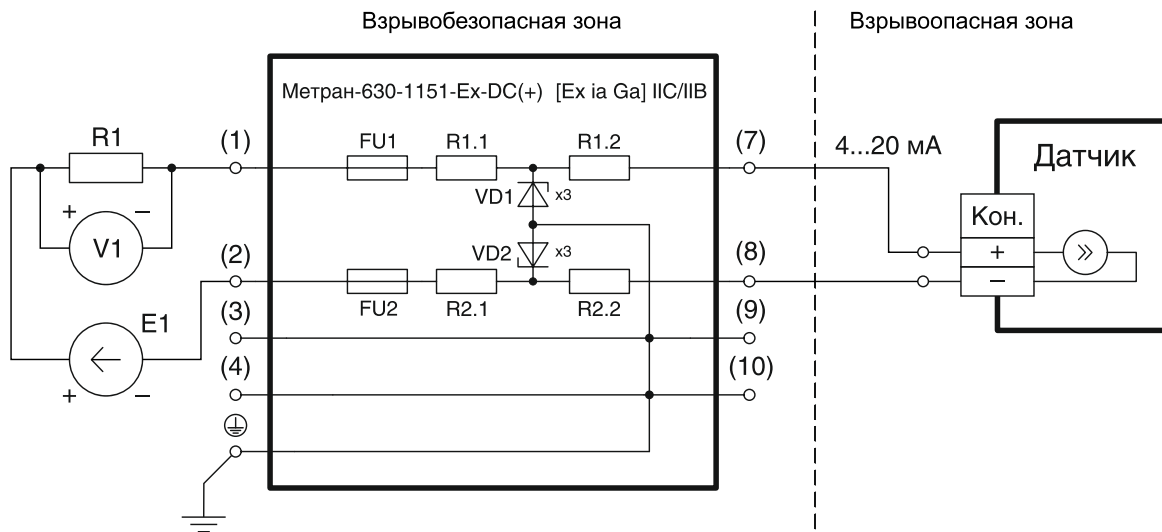 Взрывобезопасная зона
Взрывоопасная зона
Метран-630-1151-Ex-DC(+) [Ex ia Ga] IIC/IIB
R1
(1)
FU1
R1.1
R1.2
(7)
4...20 мА
Датчик
VD1
x3
+
−
V1
Кон.
(2)
VD2
x3
(8)
+
−
FU2
R2.1
R2.2
(3)
(9)
E1
(4)
(10)
+
−